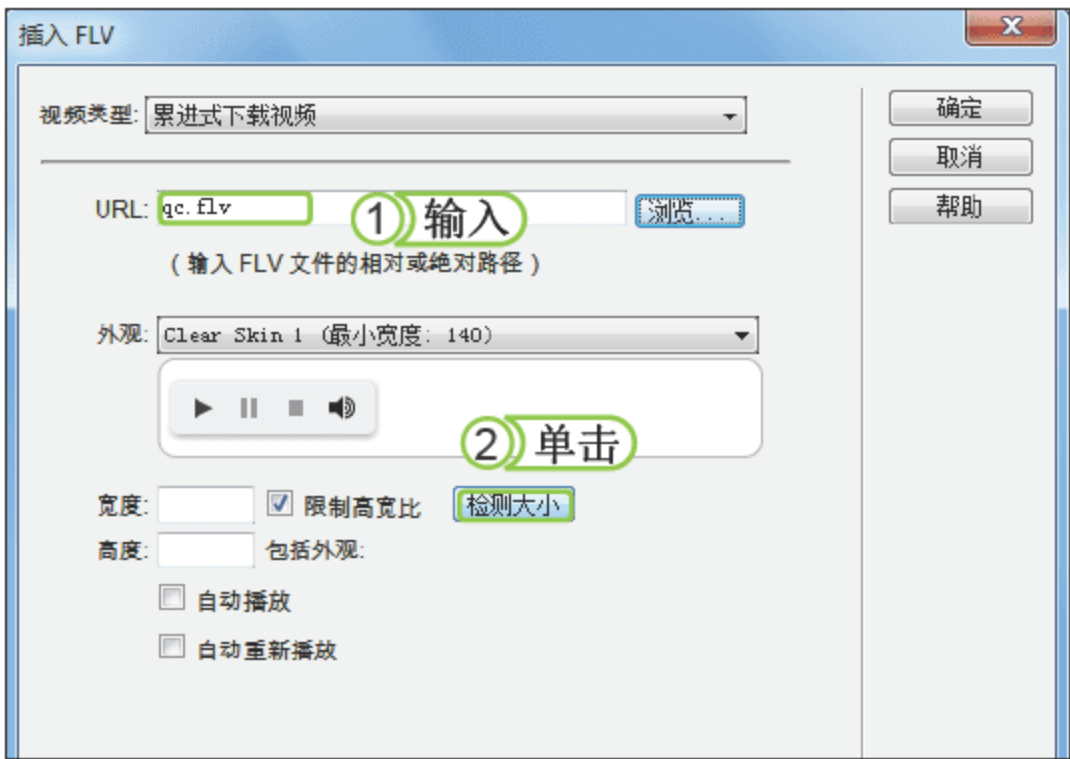 插入 FLV
视频类型: 累进式下载视频
确定
取消
帮助
URL: qc.flv ① 输入 浏览...
(输入 FLV 文件的相对或绝对路径)
外观: Clear Skin 1 (最小宽度: 140)
② 单击
宽度: 限制高宽比 检测大小
高度: 包括外观:
自动播放
自动重新播放